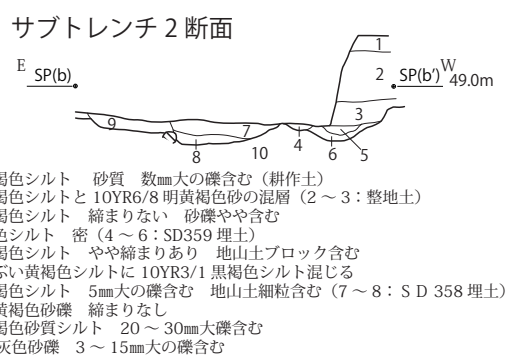 サブトレンチ 2 断面
E SP(b)
SP(b') W 49.0m
1
2
3
9
7
4
8
10
6
5
褐色シルト 砂質 数㎜大の礫含む（耕作土）
褐色シルトと 10YR6/8 明黄褐色砂の混層（2 ～ 3：整地土）
褐色シルト 締まりない 砂礫やや含む
色シルト 密（4 ～ 6：SD359 埋土）
褐色シルト やや締まりあり 地山土ブロック含む
ぶい黄褐色シルトに 10YR3/1 黒褐色シルト混じる
褐色シルト 5㎜大の礫含む 地山土細粒含む（7 ～ 8：ＳＤ 358 埋土）
黄褐色砂礫 締まりなし
褐色砂質シルト 20 ～ 30㎜大礫含む
灰色砂礫 3 ～ 15㎜大の礫含む